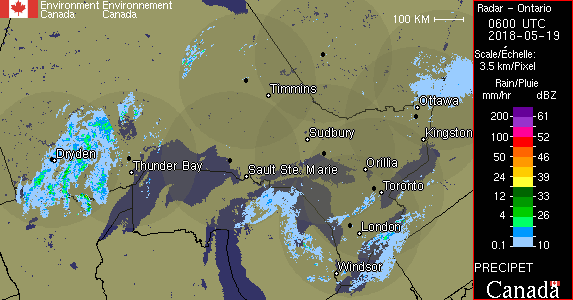 Environment Environnement
Canada Canada
100 KM
Timmins
Ottawa
Sudbury
Kingston
Dryden
Thunder Bay
Sault Ste. Marie
Orillia
Toronto
London
Windsor
Radar - Ontario
0600 UTC
2018-05-19
Scale/Échelle:
3.5 km/Pixel
Rain/Pluie
mm/hr dBZ
200 61
100 52
50 46
24 39
12 33
4 26
0.1 10
PRECIPET
Canada